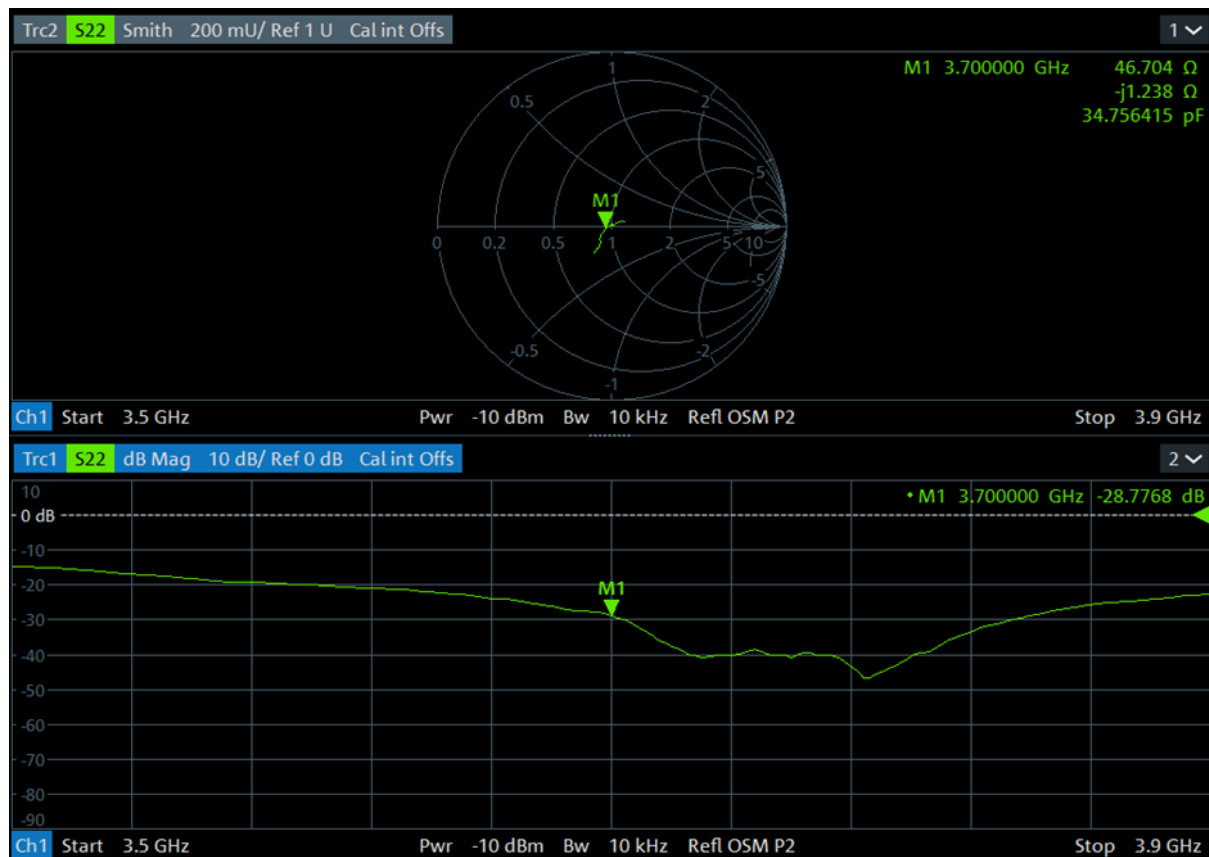 Trc2 S22 Smith 200 mU/ Ref 1 U Cal int Offs 1
M1 3.700000 GHz 46.704 Ω
-j1.238 Ω
34.756415 pF
1
0.5 2
5
M1
0 0.2 0.5 1 2 5 10
-5
-0.5 -2
-1
Ch1 Start 3.5 GHz Pwr -10 dBm Bw 10 kHz Refl OSM P2 Stop 3.9 GHz
Trc1 S22 dB Mag 10 dB/ Ref 0 dB Cal int Offs 2
10 • M1 3.700000 GHz -28.7768 dB
0 dB
-10
-20
M1
-30
-40
-50
-60
-70
-80
-90
Ch1 Start 3.5 GHz Pwr -10 dBm Bw 10 kHz Refl OSM P2 Stop 3.9 GHz